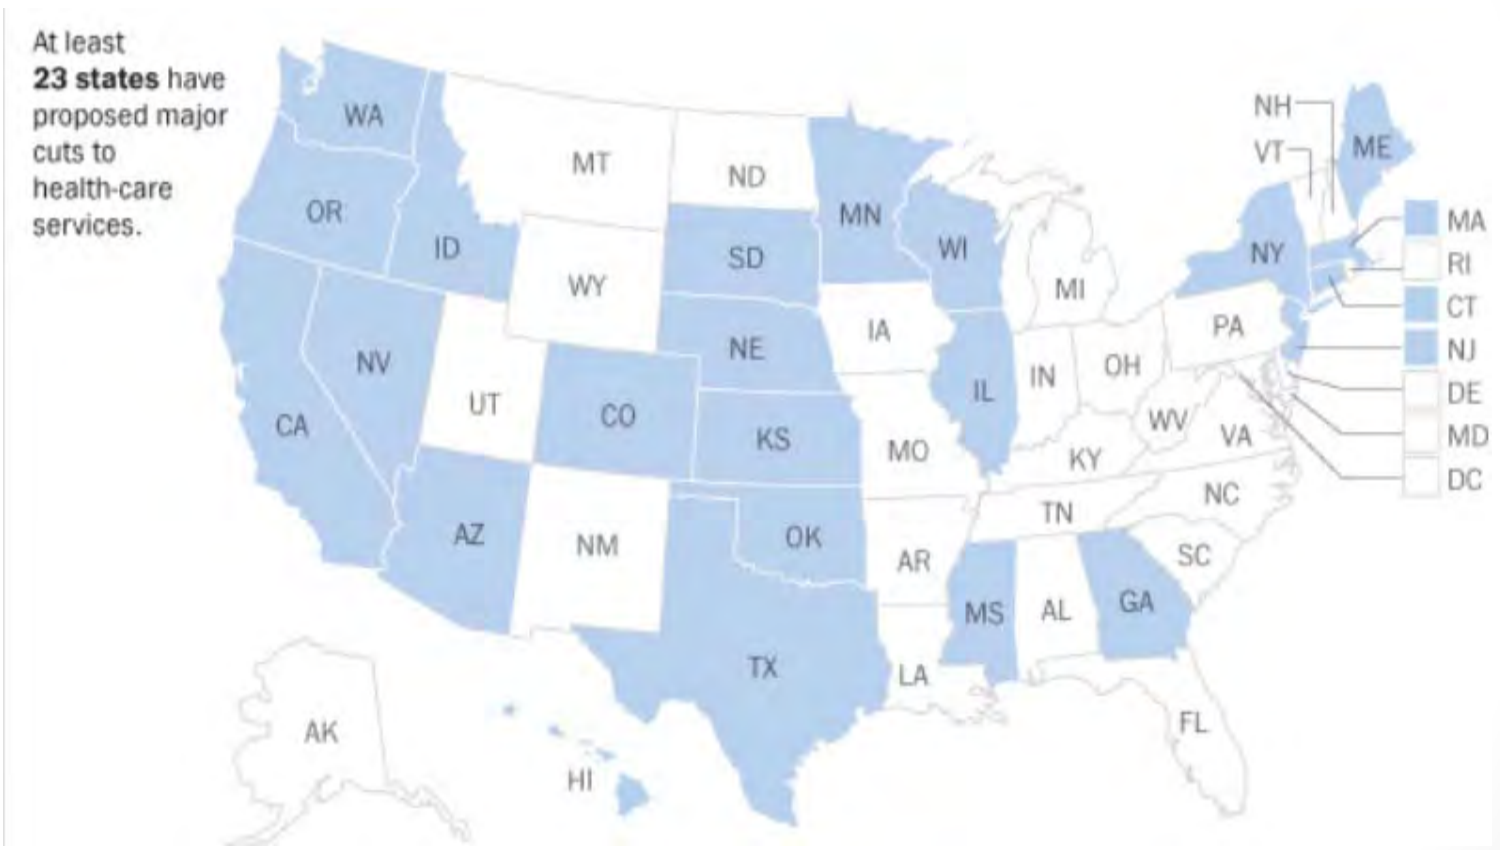 At least
23 states have
proposed major
cuts to
health-care
services.
WA
MT
ND
MN
OR
ID
SD
WI
WY
MI
NH
VT
ME
NY
MA
RI
CT
NJ
DE
MD
DC
NV
UT
CO
NE
IA
IL
IN
OH
PA
CA
KS
MO
KY
WV
VA
AZ
NM
OK
AR
TN
NC
SC
MS
AL
GA
TX
LA
FL
AK
HI